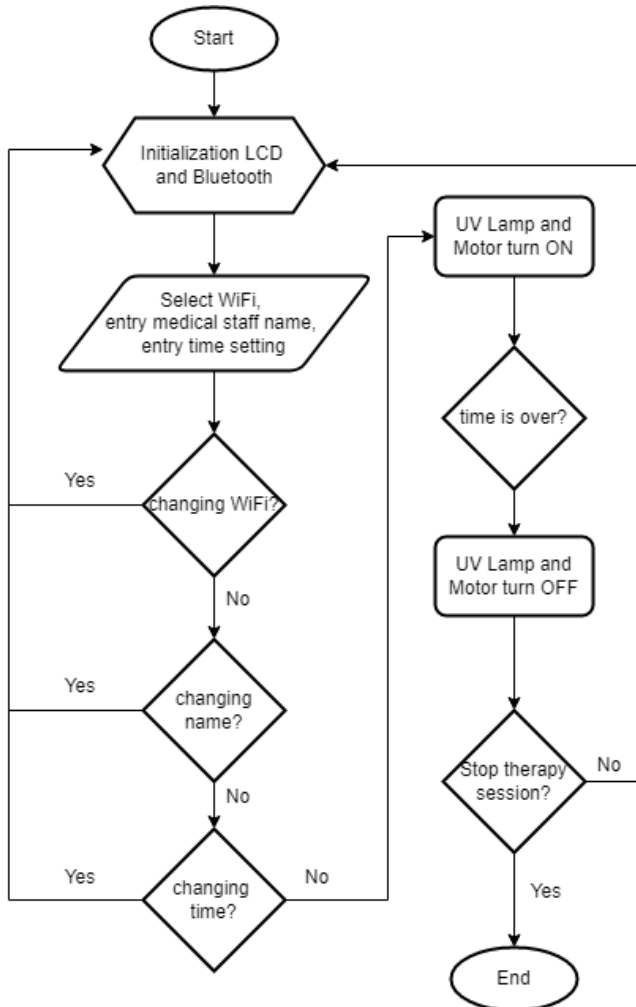 Start
Initialization LCD
and Bluetooth
Select WiFi,
entry medical staff name,
entry time setting
changing WiFi?
Yes
No
changing
name?
Yes
No
changing
time?
Yes
No
UV Lamp and
Motor turn ON
time is over?
UV Lamp and
Motor turn OFF
Stop therapy
session?
No
Yes
End